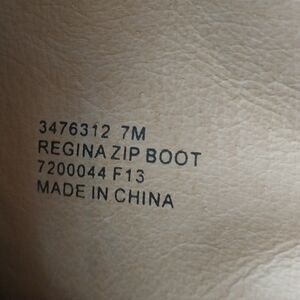 3476312 7M
REGINA ZIP BOOT
7200044 F13
MADE IN CHINA